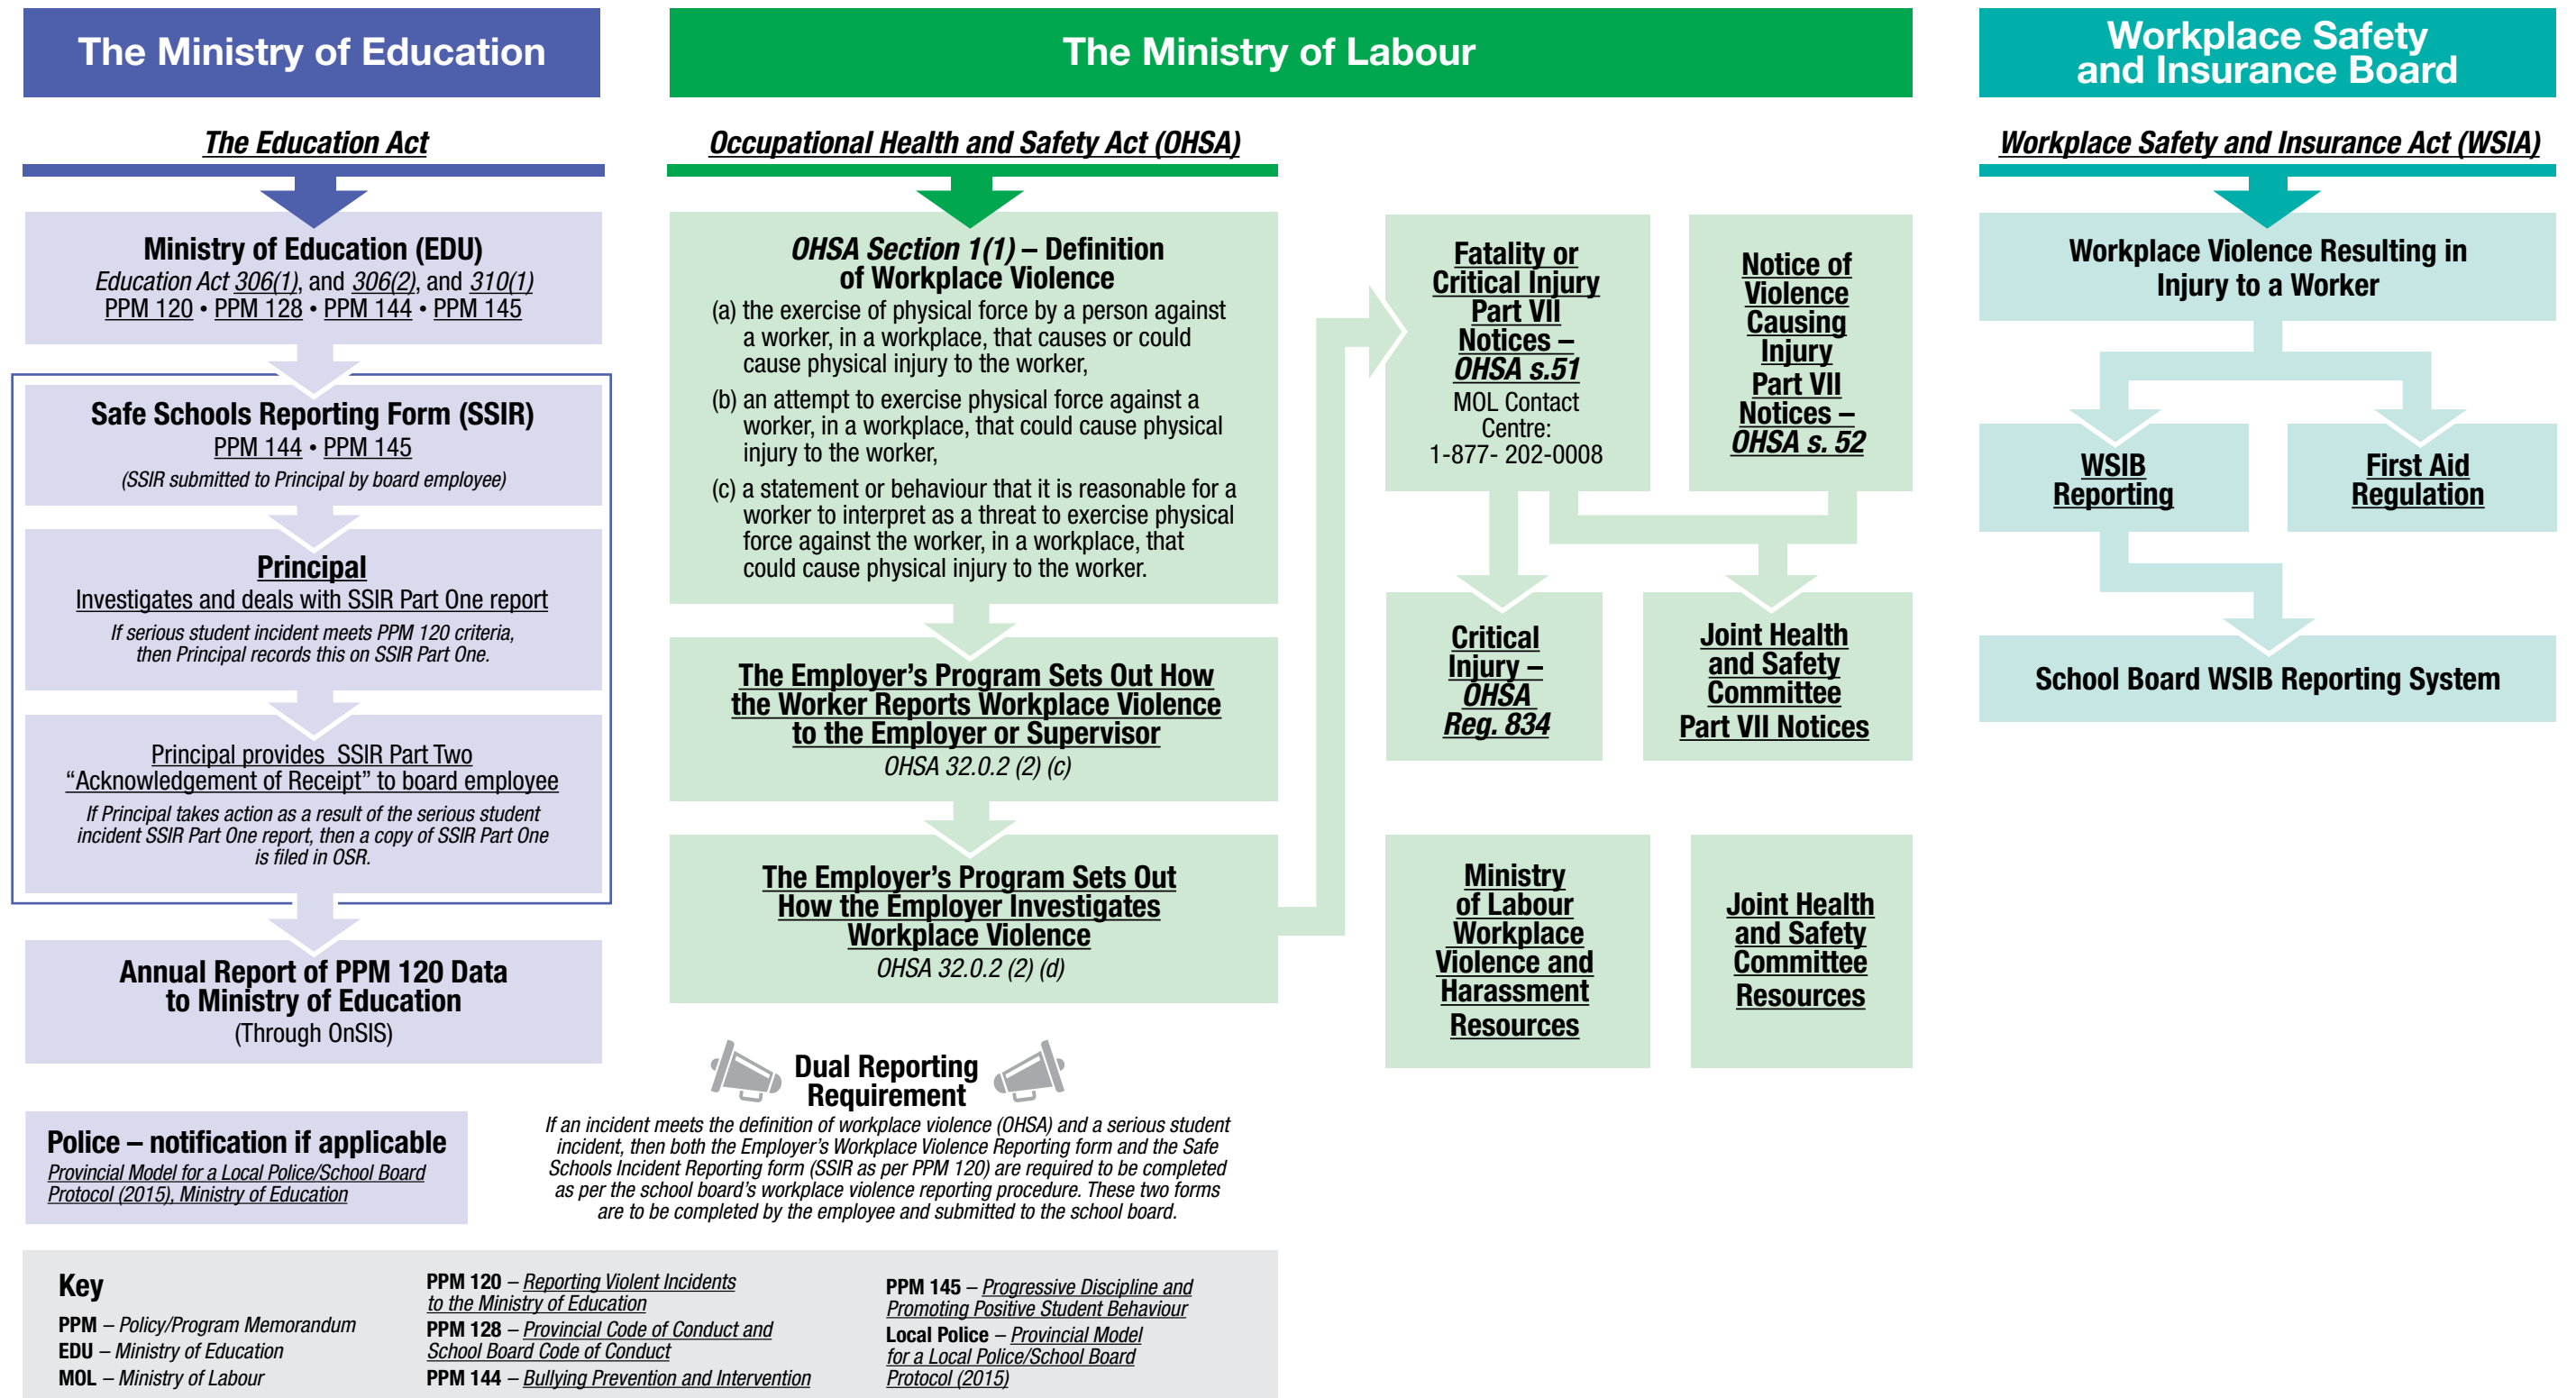 The Ministry of Education
The Education Act
Ministry of Education (EDU)
Education Act 306(1), and 306(2), and 310(1)
PPM 120 • PPM 128 • PPM 144 • PPM 145
Safe Schools Reporting Form (SSIR)
PPM 144 • PPM 145
(SSIR submitted to Principal by board employee)
Principal
Investigates and deals with SSIR Part One report
If serious student incident meets PPM 120 criteria,
then Principal records this on SSIR Part One.
Principal provides SSIR Part Two
“Acknowledgement of Receipt” to board employee
If Principal takes action as a result of the serious student
incident SSIR Part One report, then a copy of SSIR Part One
is filed in OSR.
Annual Report of PPM 120 Data
to Ministry of Education
(Through OnSIS)
Police – notification if applicable
Provincial Model for a Local Police/School Board
Protocol (2015), Ministry of Education
The Ministry of Labour
Occupational Health and Safety Act (OHSA)
OHSA Section 1(1) – Definition
of Workplace Violence
(a) the exercise of physical force by a person against
a worker, in a workplace, that causes or could
cause physical injury to the worker,
(b) an attempt to exercise physical force against a
worker, in a workplace, that could cause physical
injury to the worker,
(c) a statement or behaviour that it is reasonable for a
worker to interpret as a threat to exercise physical
force against the worker, in a workplace, that
could cause physical injury to the worker.
The Employer’s Program Sets Out How
the Worker Reports Workplace Violence
to the Employer or Supervisor
OHSA 32.0.2 (2) (c)
The Employer’s Program Sets Out
How the Employer Investigates
Workplace Violence
OHSA 32.0.2 (2) (d)
Fatality or
Critical Injury
Part VII
Notices –
OHSA s.51
MOL Contact
Centre:
1-877- 202-0008
Notice of
Violence
Causing
Injury
Part VII
Notices –
OHSA s. 52
Critical
Injury –
OHSA
Reg. 834
Joint Health
and Safety
Committee
Part VII Notices
Ministry
of Labour
Workplace
Violence and
Harassment
Resources
Joint Health
and Safety
Committee
Resources
Dual Reporting
Requirement
If an incident meets the definition of workplace violence (OHSA) and a serious student
incident, then both the Employer’s Workplace Violence Reporting form and the Safe
Schools Incident Reporting form (SSIR as per PPM 120) are required to be completed
as per the school board’s workplace violence reporting procedure. These two forms
are to be completed by the employee and submitted to the school board.
Workplace Safety
and Insurance Board
Workplace Safety and Insurance Act (WSIA)
Workplace Violence Resulting in
Injury to a Worker
WSIB
Reporting
First Aid
Regulation
School Board WSIB Reporting System
Key
PPM – Policy/Program Memorandum
EDU – Ministry of Education
MOL – Ministry of Labour
PPM 120 – Reporting Violent Incidents
to the Ministry of Education
PPM 128 – Provincial Code of Conduct and
School Board Code of Conduct
PPM 144 – Bullying Prevention and Intervention
PPM 145 – Progressive Discipline and
Promoting Positive Student Behaviour
Local Police – Provincial Model
for a Local Police/School Board
Protocol (2015)